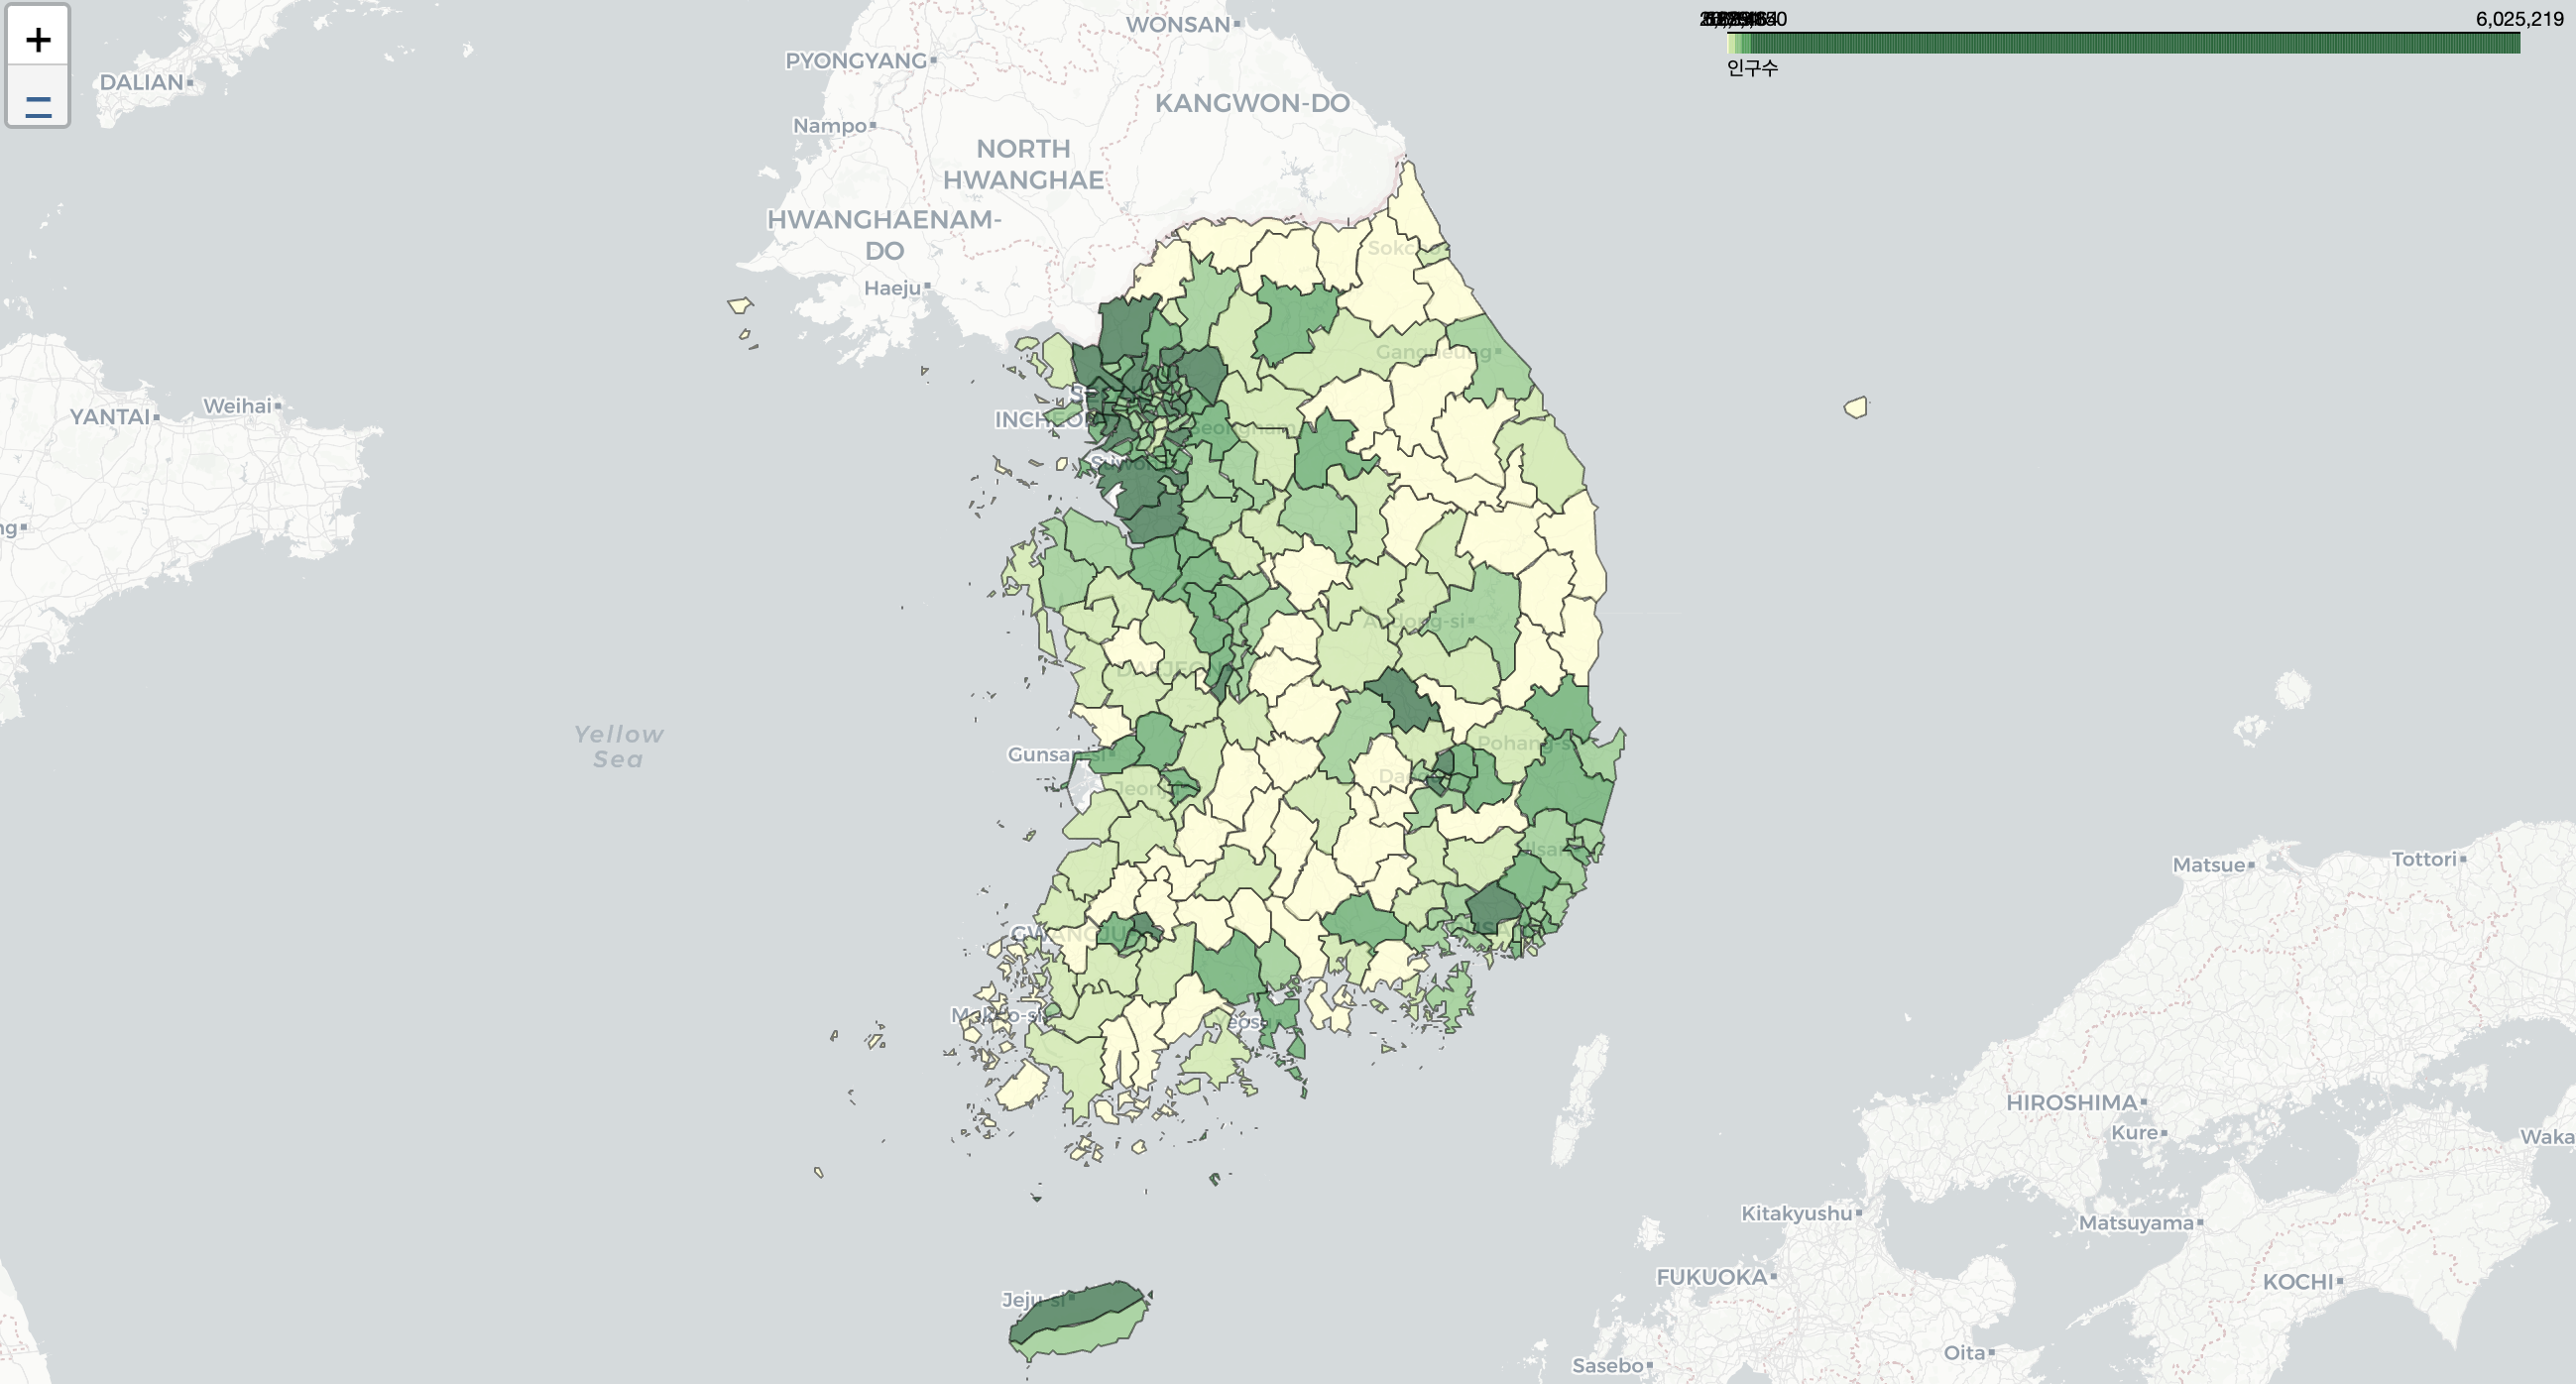 +
WONSAN
6,025,219
PYONGYANG
인구수
DALIAN
KANGWON-DO
Nampo
NORTH
HWANGHAE
HWANGHAENAM-
DO
Sokcho
Haeju
Gangneung
YANTAI
Weihai
INCHEON
Seongnam
Suwon
Andong-si
DAEJEON
Yellow
Sea
Gunsan-si
Pohang-si
Daegu
Jeonju
Ulsan
Matsue
Tottori
GWANGJU
BUSAN
Mokpo-si
Yeosu
HIROSHIMA
Kure
Waka
Kitakyushu
Matsuyama
FUKUOKA
KOCHI
Jeju-si
Oita
Sasebo